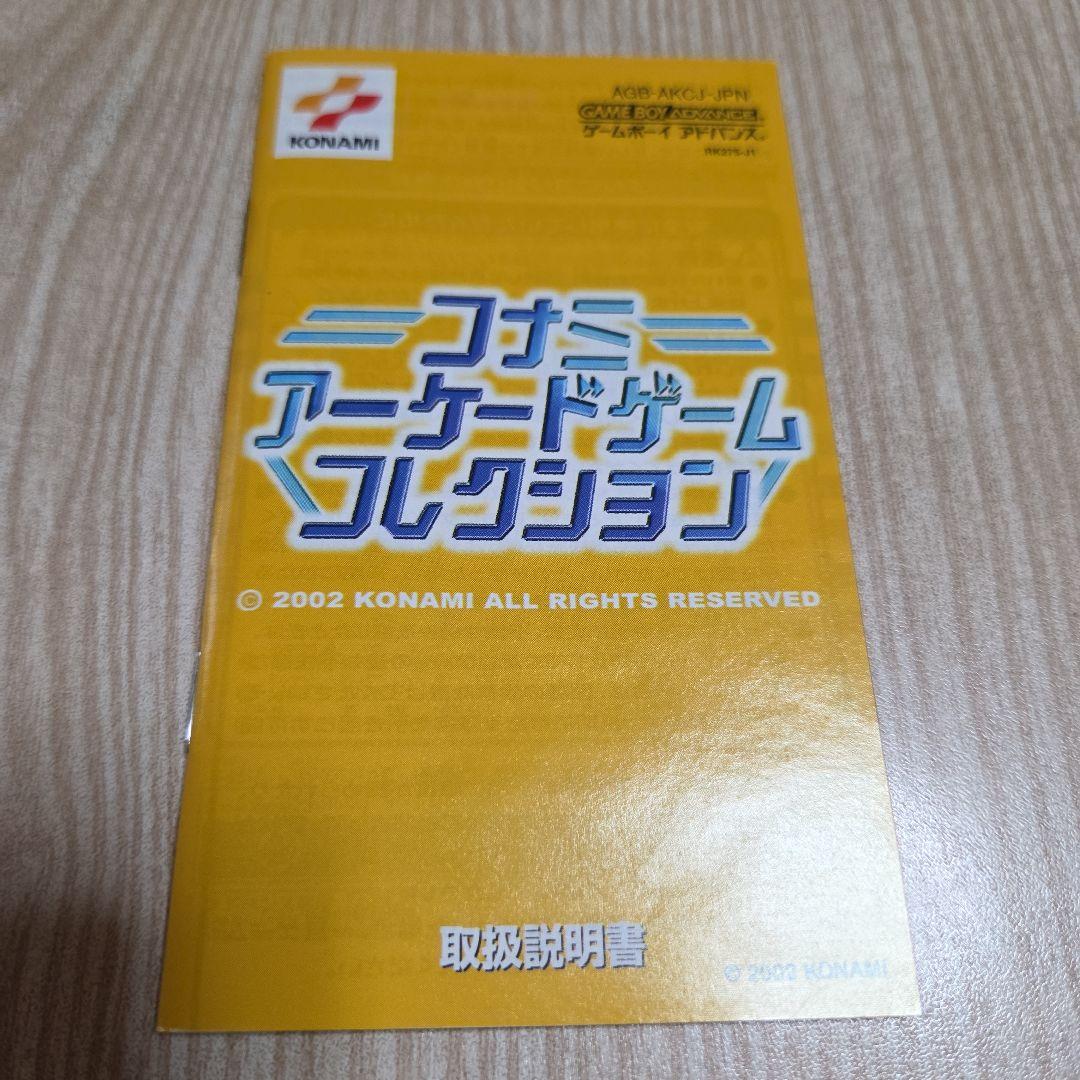 KONAMI
AGB-AKCJ-JPN
GAME BOY ADVANCE
ゲームボーイ アドバンス
RK275-J1
コナミ
アーケードゲーム
コレクション
© 2002 KONAMI ALL RIGHTS RESERVED
取扱説明書
© 2002 KONAMI